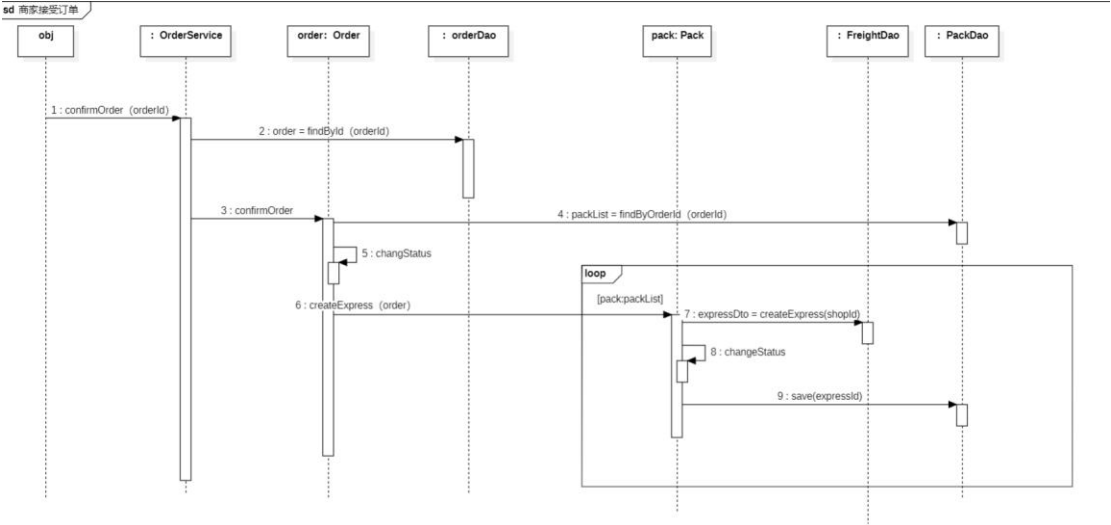 sd 商家接受订单
obj
： OrderService
order：Order
： orderDao
pack: Pack
： FreightDao
： PackDao
1 : confirmOrder（orderId）
2 : order = findById（orderId）
3 : confirmOrder
4 : packList = findByOrderId（orderId）
5 : changStatus
loop
[pack:packList]
6 : createExpress（order）
7 : expressDto = createExpress(shopId)
8 : changeStatus
9 : save(expressId)